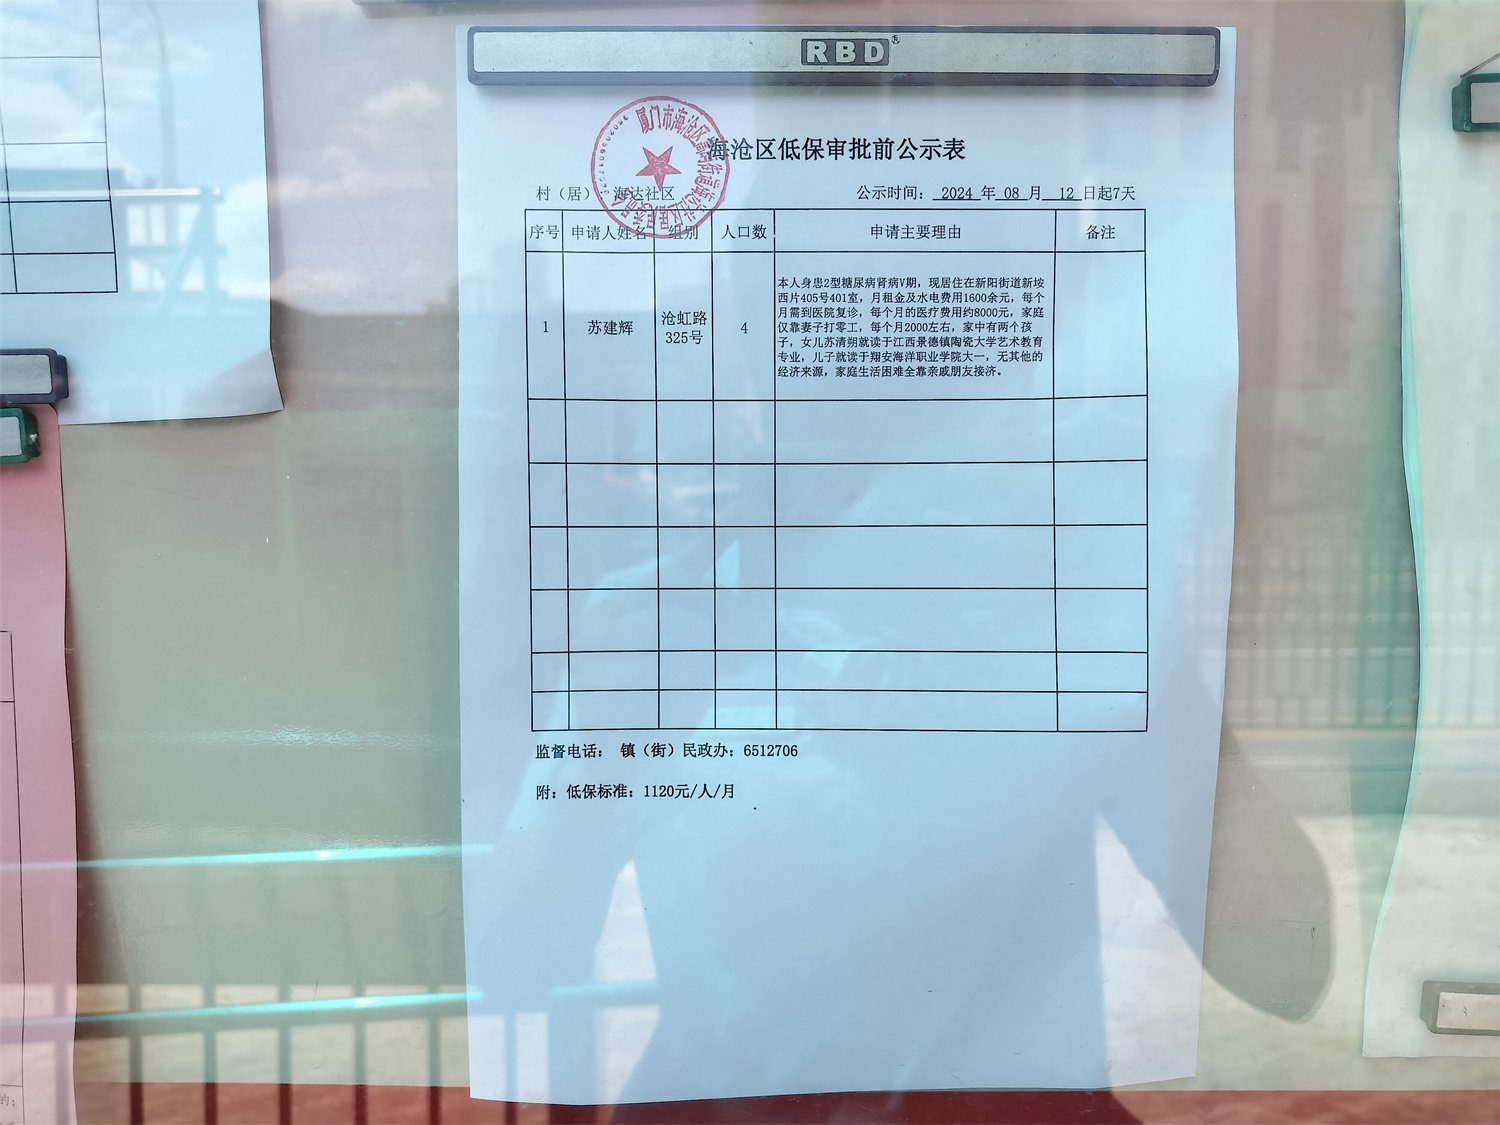 RBD®
海沧区低保审批前公示表
村（居）：海达社区 公示时间：2024年08月12日起7天
序号 申请人姓名 组别 人口数 申请主要理由 备注
1 苏建辉 沧虹路325号 4
本人身患2型糖尿病肾病V期，现居住在新阳街道新垵
西片405号401室，月租金及水电费用1600余元，每个
月需到医院复诊，每个月的医疗费用约8000元，家庭
仅靠妻子打零工，每个月2000左右，家中有两个孩
子，女儿苏清朔就读于江西景德镇陶瓷大学艺术教育
专业，儿子就读于翔安海洋职业学院大一，无其他的
经济来源，家庭生活困难全靠亲戚朋友接济。
监督电话： 镇（街）民政办：6512706
附：低保标准：1120元/人/月
的；